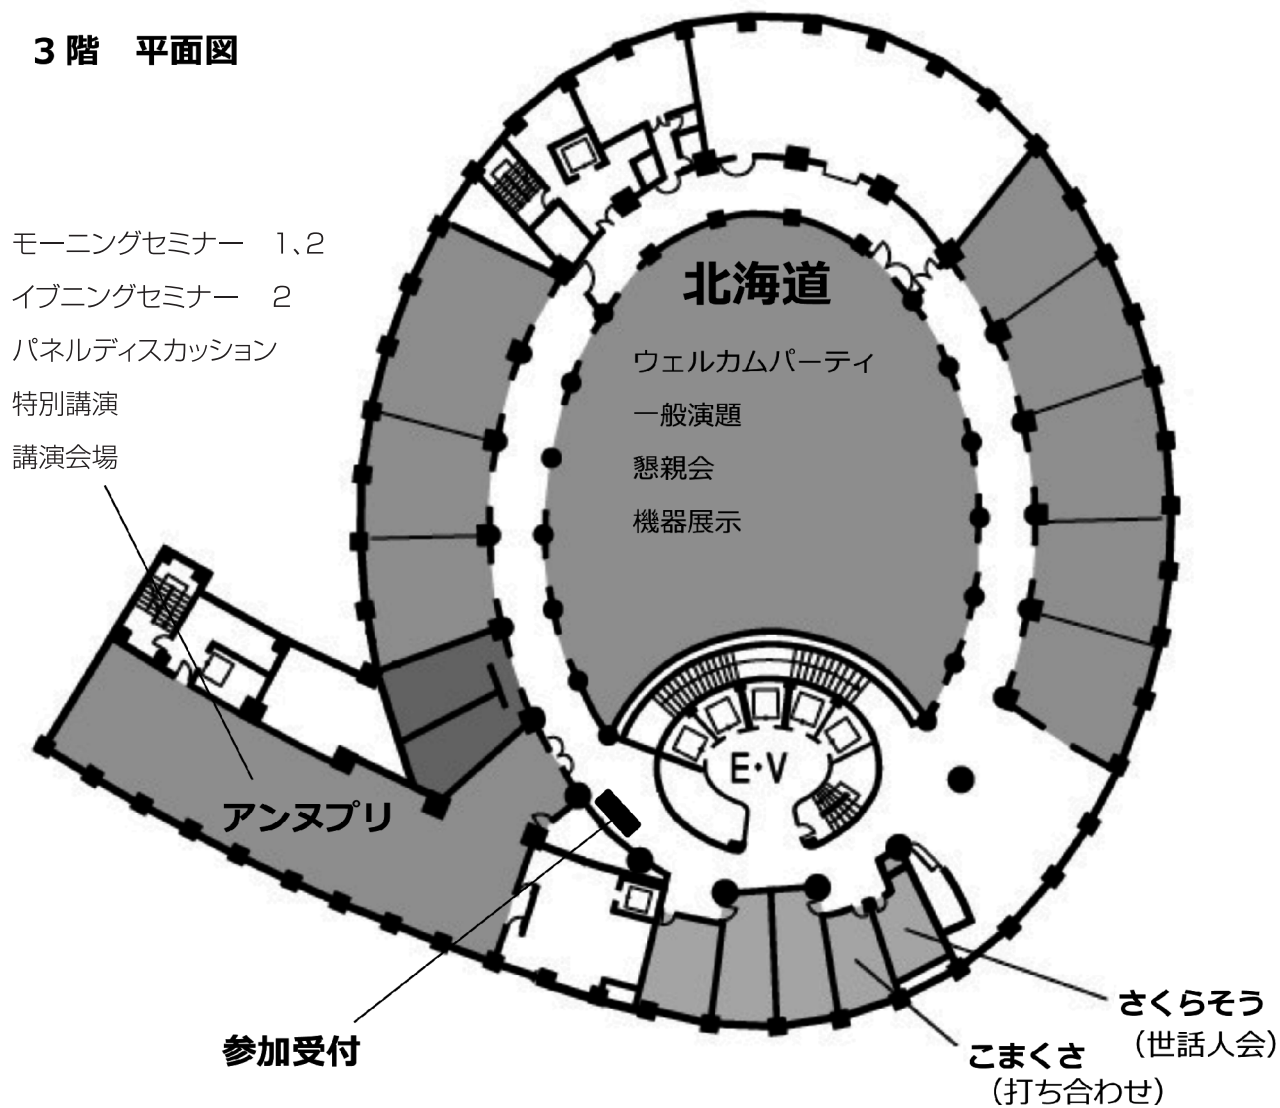 3階 平面図
モーニングセミナー 1、2
イブニングセミナー 2
パネルディスカッション
特別講演
講演会場
北海道
ウェルカムパーティ
一般演題
懇親会
機器展示
E・V
アンヌプリ
参加受付
さくらそう
（世話人会）
こまくさ
（打ち合わせ）